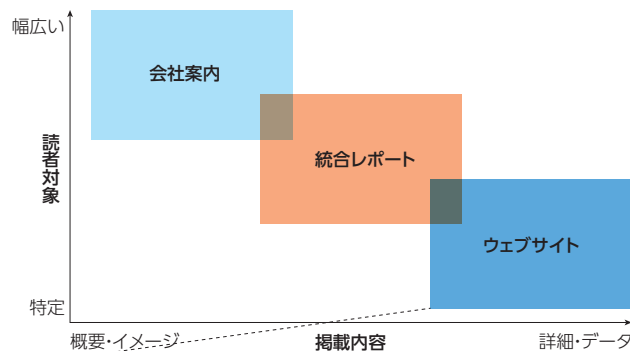 幅広い
会社案内
統合レポート
読者対象
ウェブサイト
特定
概要・イメージ
掲載内容
詳細・データ